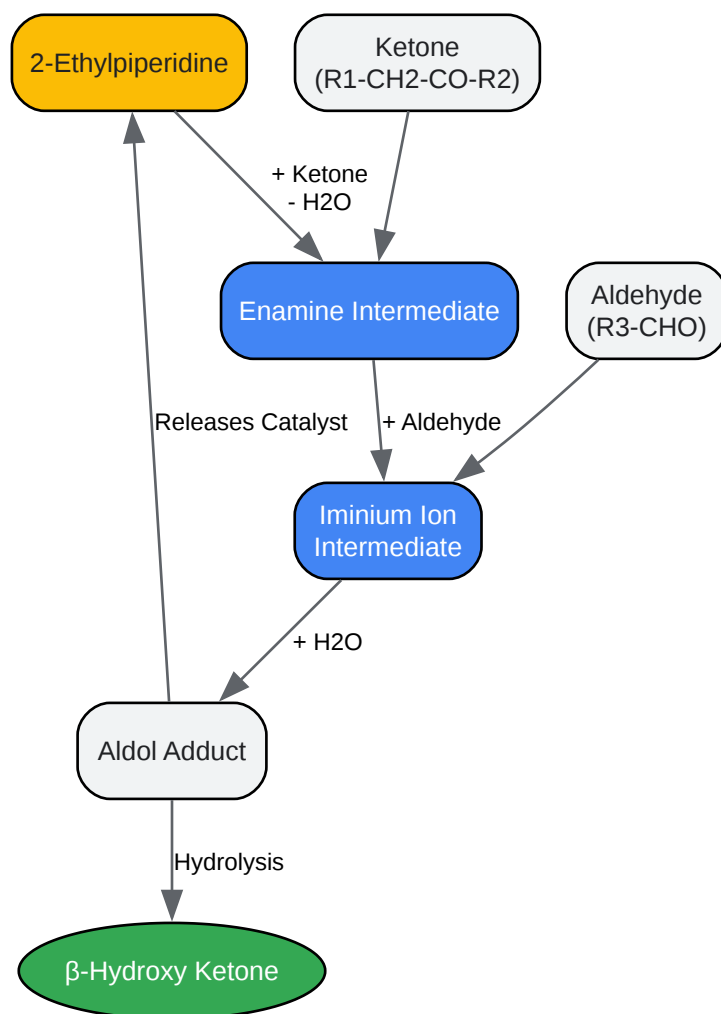 2-Ethylpiperidine
Ketone
(R1-CH2-CO-R2)
+ Ketone
- H2O
Enamine Intermediate
Aldehyde
(R3-CHO)
Releases Catalyst
+ Aldehyde
Iminium Ion
Intermediate
+ H2O
Aldol Adduct
Hydrolysis
β-Hydroxy Ketone